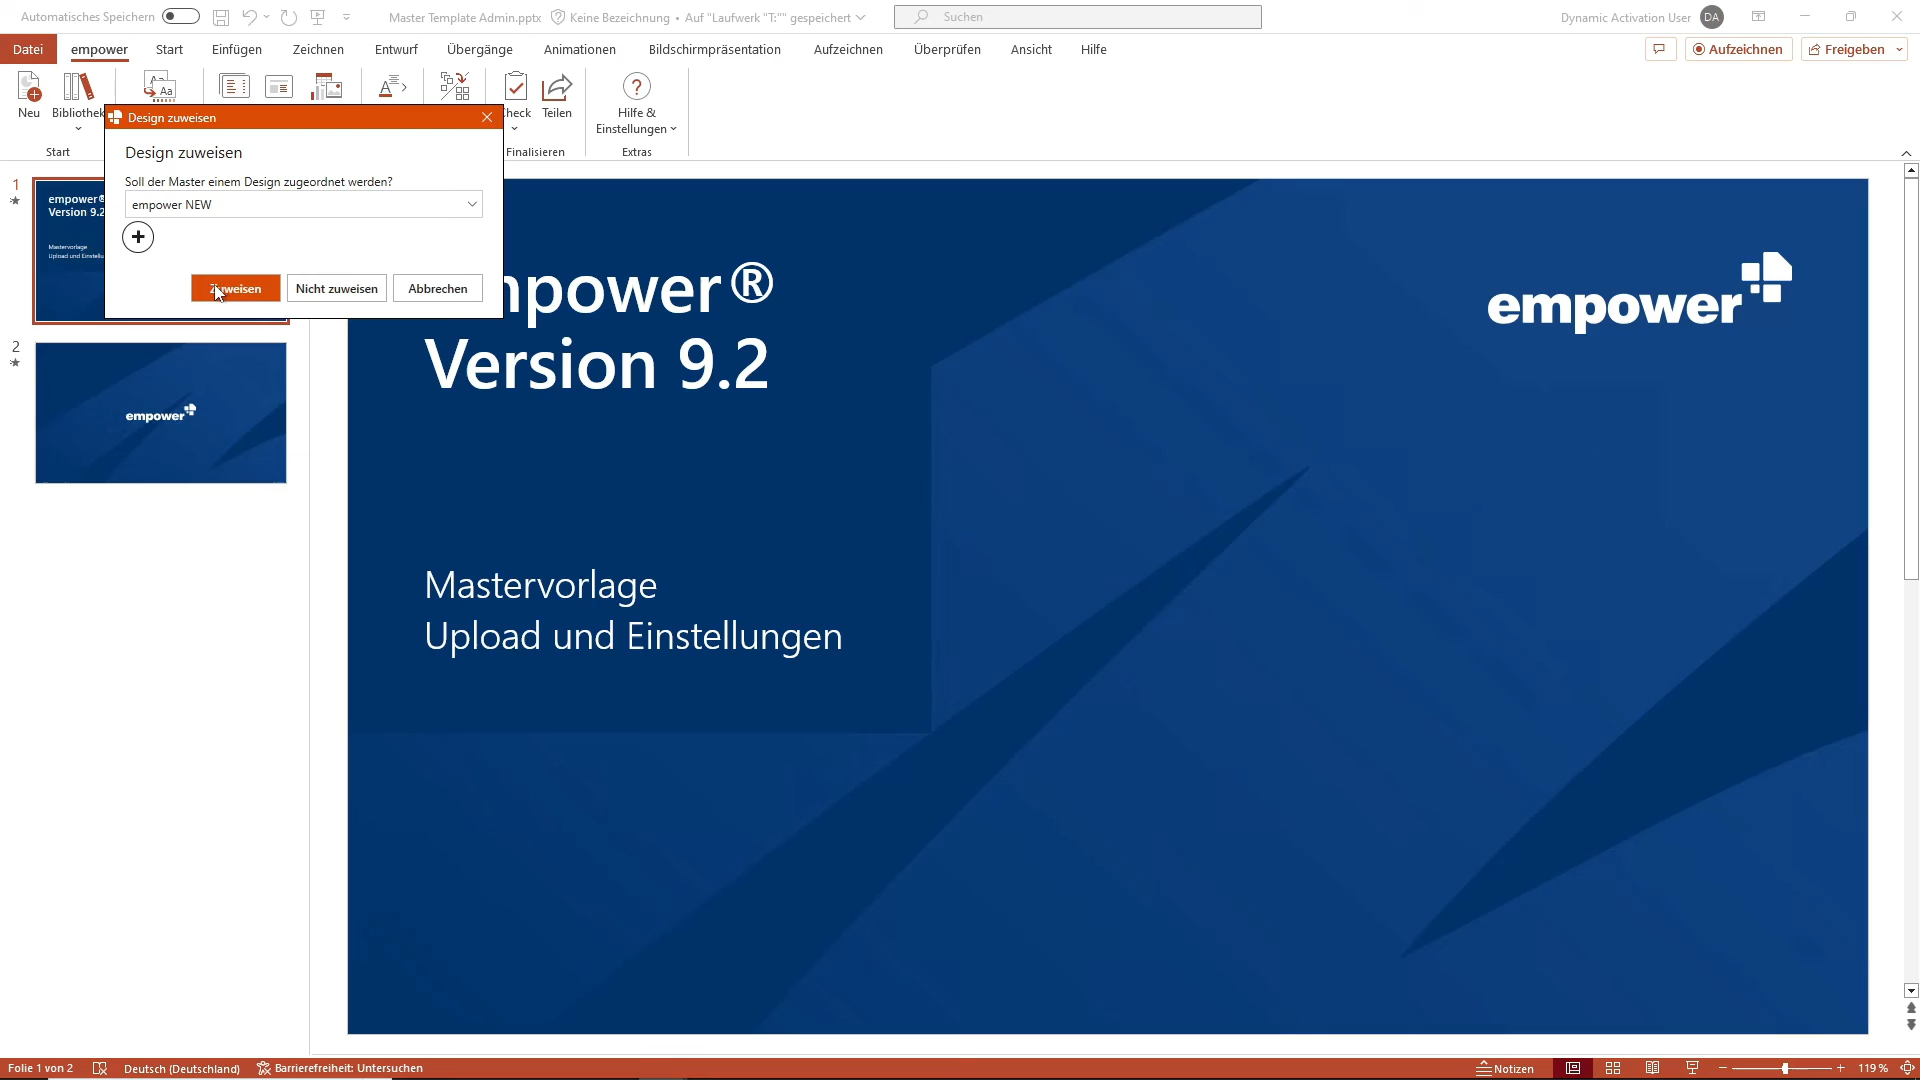 Automatisches Speichern
Master Template Admin.pptx
Keine Bezeichnung • Auf "Laufwerk "T:"" gespeichert
Suchen
Dynamic Activation User
DA
Datei
empower
Start
Einfügen
Zeichnen
Entwurf
Übergänge
Animationen
Bildschirmpräsentation
Aufzeichnen
Überprüfen
Ansicht
Hilfe
Aufzeichnen
Freigeben
Neu
Bibliothek
Teilen
Hilfe &
Einstellungen
Start
Finalisieren
Extras
Design zuweisen
Design zuweisen
Soll der Master einem Design zugeordnet werden?
empower NEW
Nicht zuweisen
Abbrechen
1
empower®
Version 9.2
Mastervorlage
2
empower
Version 9.2
Mastervorlage
Upload und Einstellungen
empower
Folie 1 von 2
Deutsch (Deutschland)
Barrierefreiheit: Untersuchen
Notizen
119 %